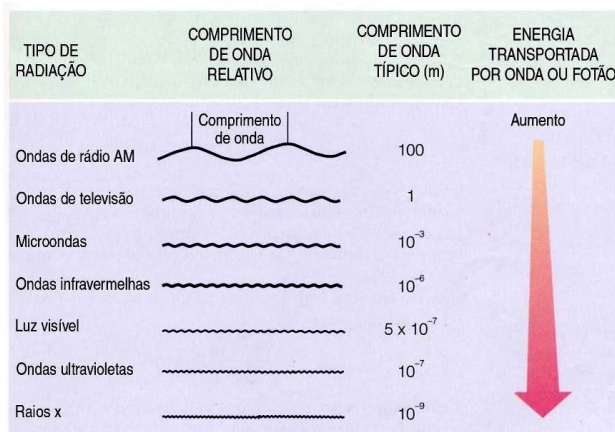 TIPO DE
RADIAÇÃO
COMPRIMENTO
DE ONDA
RELATIVO
COMPRIMENTO
DE ONDA
TÍPICO (m)
ENERGIA
TRANSPORTADA
POR ONDA OU FOTÃO
Comprimento
de onda
Aumento
Ondas de rádio AM
100
Ondas de televisão
1
Microondas
10⁻³
Ondas infravermelhas
10⁻⁶
Luz visível
5 x 10⁻⁷
Ondas ultravioletas
10⁻⁷
Raios x
10⁻⁹